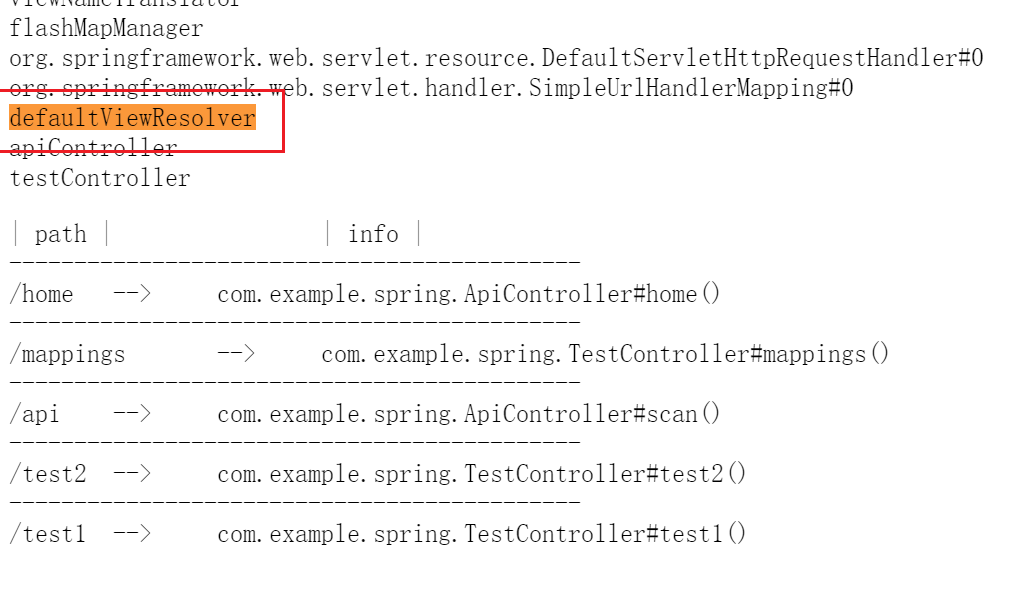 viewNameTranslator
flashMapManager
org.springframework.web.servlet.resource.DefaultServletHttpRequestHandler#0
org.springframework.web.servlet.handler.SimpleUrlHandlerMapping#0
defaultViewResolver
apiController
testController
| path | | info |
--------------------------------------------
/home --> com.example.spring.ApiController#home()
--------------------------------------------
/mappings --> com.example.spring.TestController#mappings()
--------------------------------------------
/api --> com.example.spring.ApiController#scan()
--------------------------------------------
/test2 --> com.example.spring.TestController#test2()
--------------------------------------------
/test1 --> com.example.spring.TestController#test1()